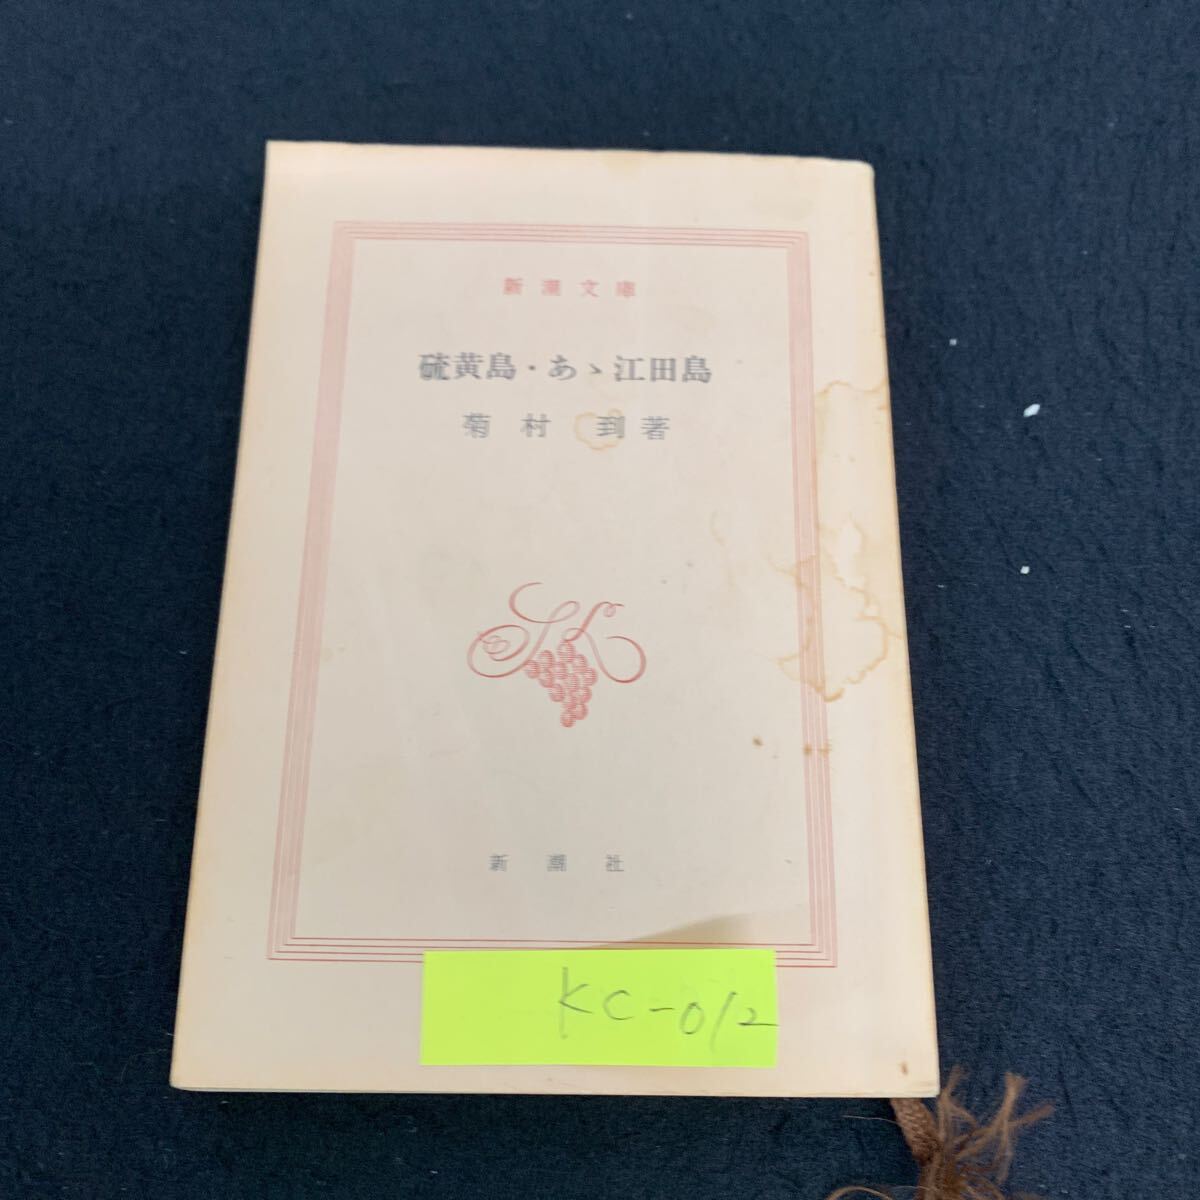 新潮文庫
硫黄島・あゝ江田島
菊村 到著
新潮社
KC-012